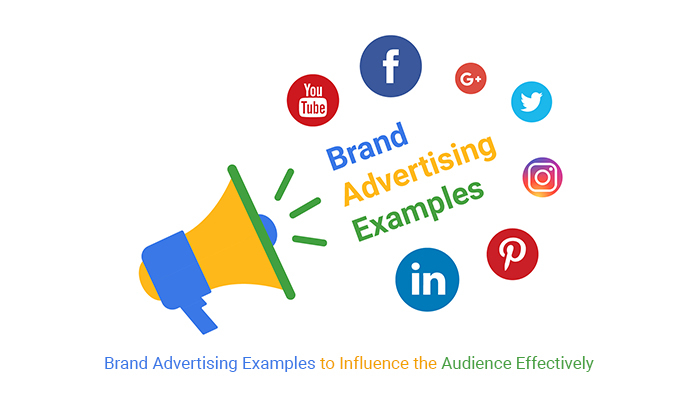 You
Tube
f
G+
Brand
Advertising
Examples
in
Brand Advertising Examples to Influence the Audience Effectively